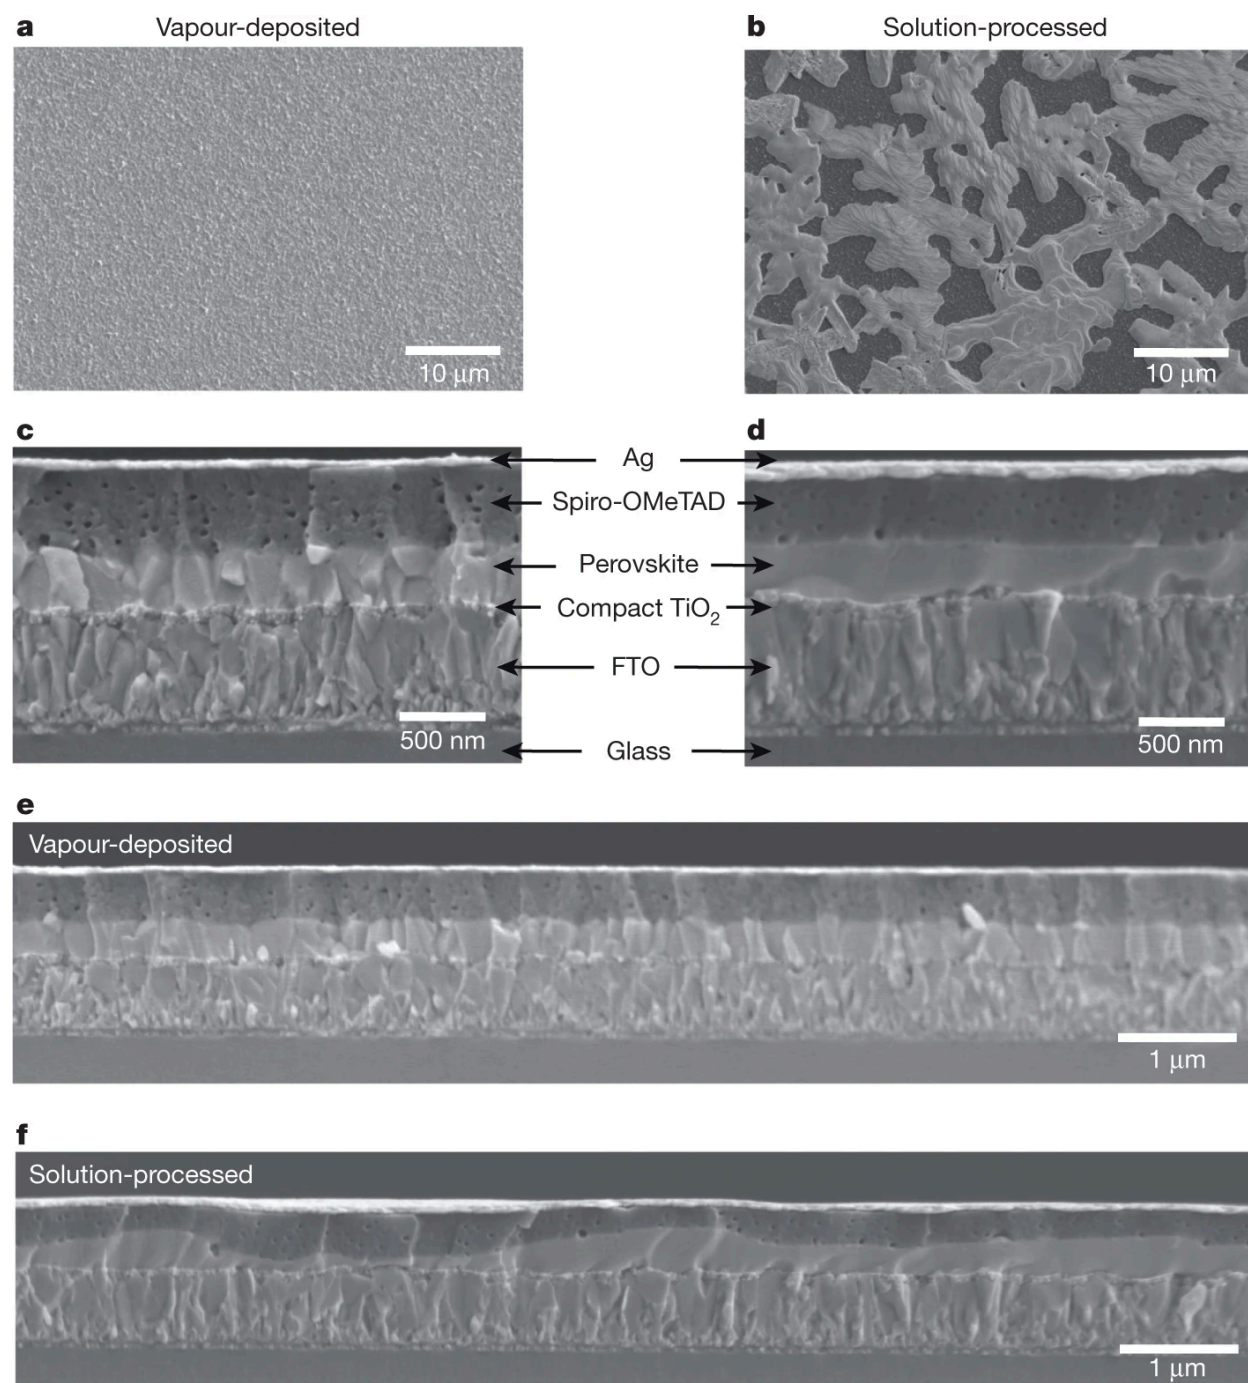 a Vapour-deposited
b Solution-processed
10 μm
10 μm
c
d
Ag
Spiro-OMeTAD
Perovskite
Compact TiO₂
FTO
500 nm
500 nm
Glass
e
Vapour-deposited
1 μm
f
Solution-processed
1 μm